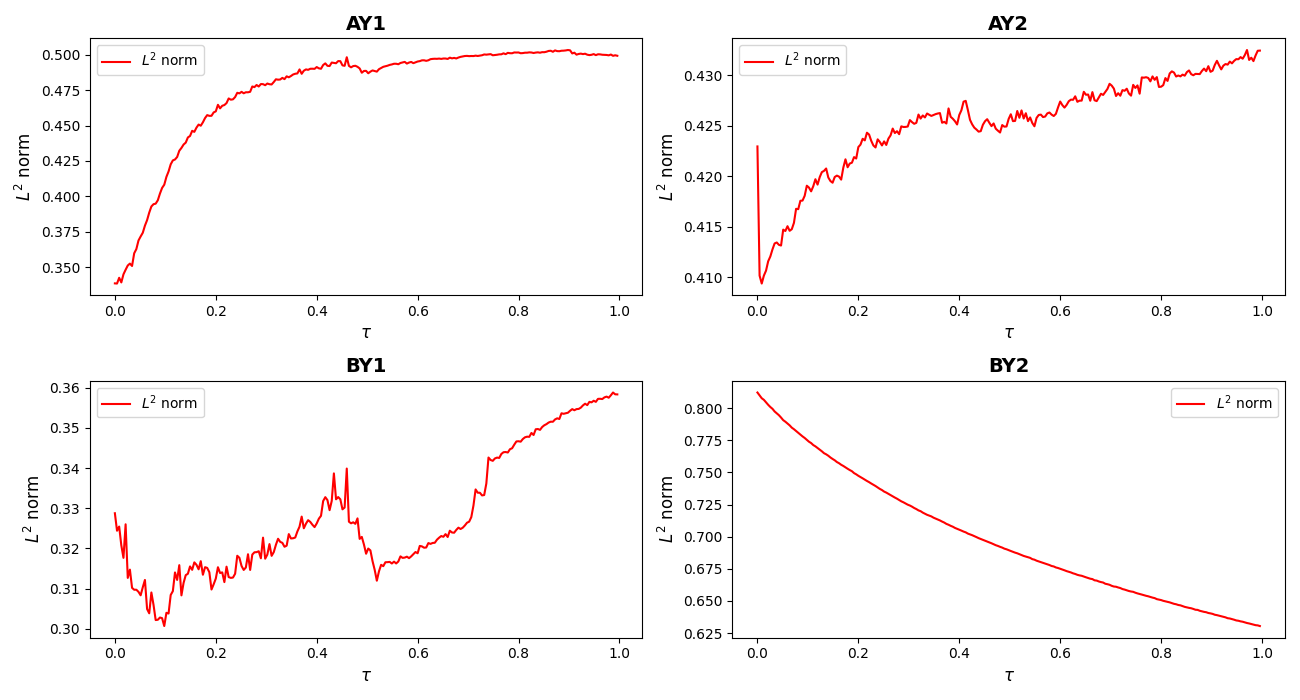 AY1
L² norm
L² norm
0.500
0.475
0.450
0.425
0.400
0.375
0.350
0.0 0.2 0.4 0.6 0.8 1.0
τ
AY2
L² norm
L² norm
0.430
0.425
0.420
0.415
0.410
0.0 0.2 0.4 0.6 0.8 1.0
τ
BY1
L² norm
L² norm
0.36
0.35
0.34
0.33
0.32
0.31
0.30
0.0 0.2 0.4 0.6 0.8 1.0
τ
BY2
L² norm
L² norm
0.800
0.775
0.750
0.725
0.700
0.675
0.650
0.625
0.0 0.2 0.4 0.6 0.8 1.0
τ